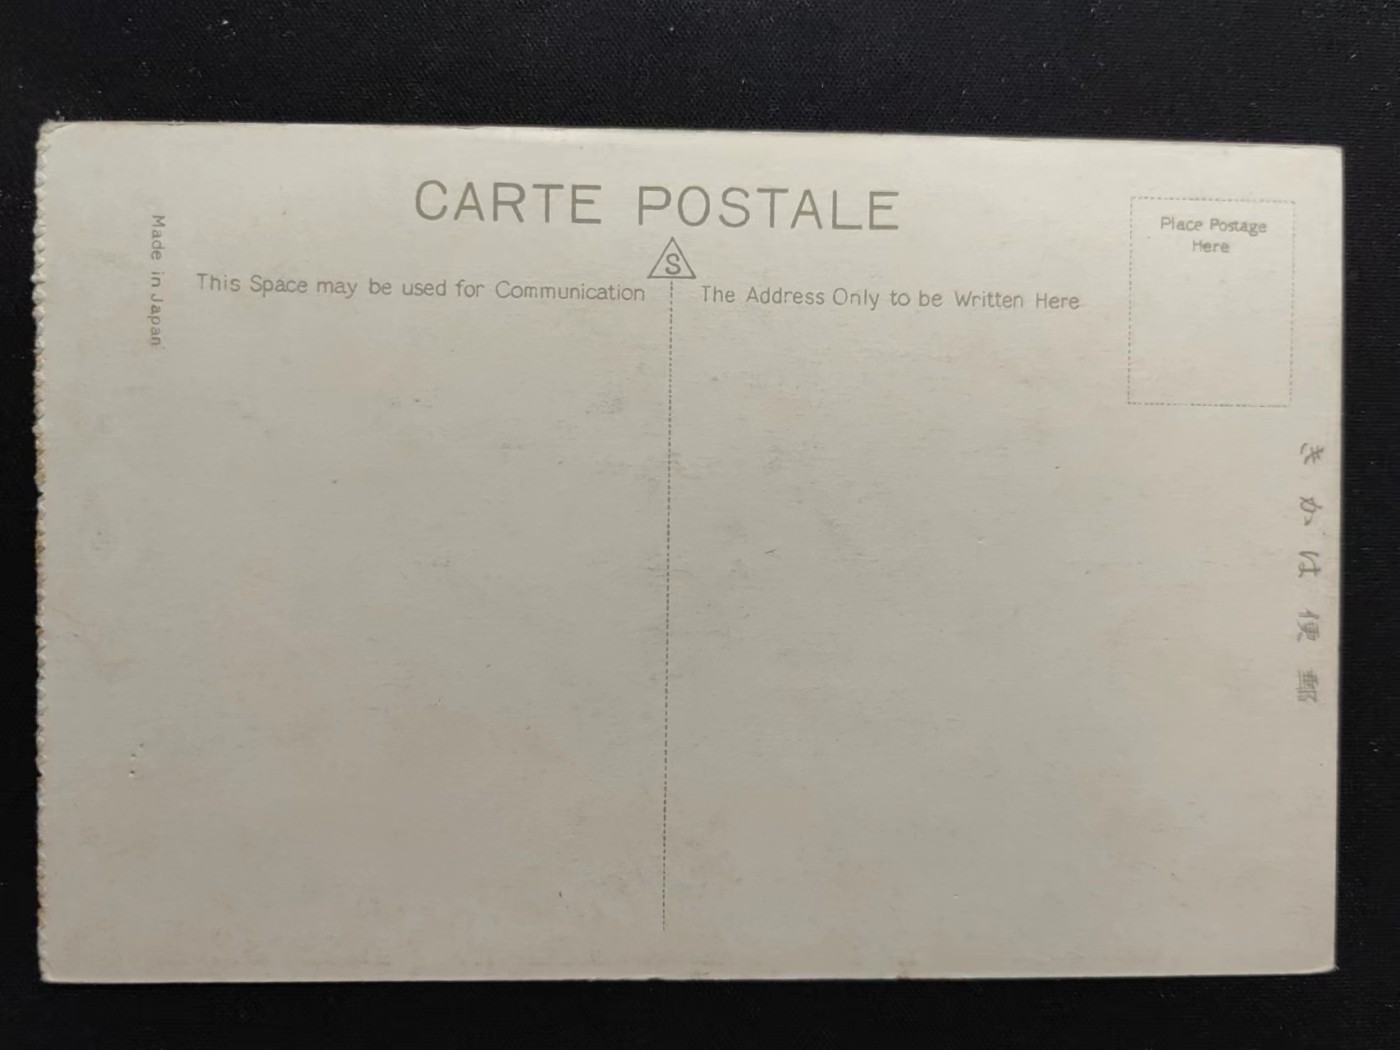 CARTE POSTALE
S
This Space may be used for Communication
The Address Only to be Written Here
Place Postage
Here
Made in Japan
きかは便郵